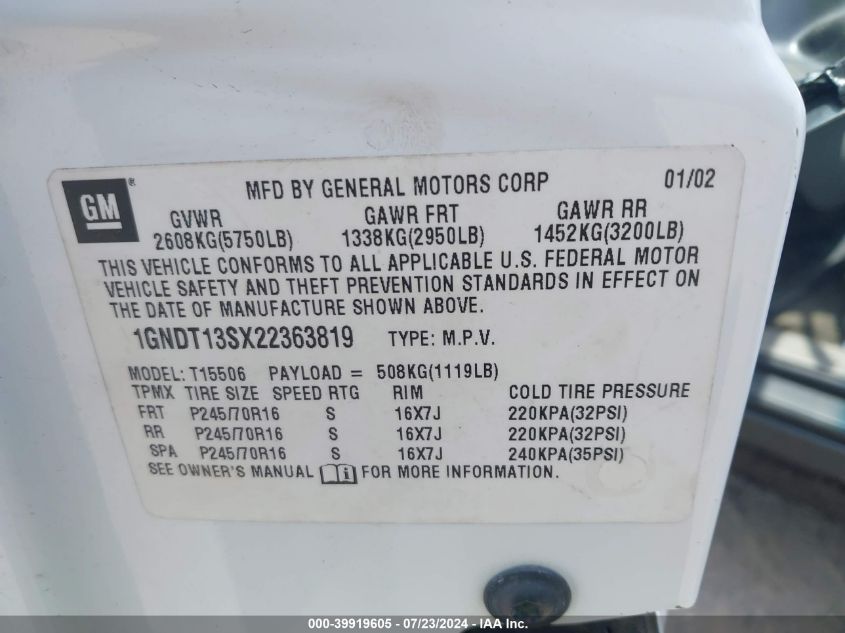 GM® MFD BY GENERAL MOTORS CORP 01/02
GVWR GAWR FRT GAWR RR
2608KG(5750LB) 1338KG(2950LB) 1452KG(3200LB)
THIS VEHICLE CONFORMS TO ALL APPLICABLE U.S. FEDERAL MOTOR
VEHICLE SAFETY AND THEFT PREVENTION STANDARDS IN EFFECT ON
THE DATE OF MANUFACTURE SHOWN ABOVE.
1GNDT13SX22363819 TYPE: M.P.V.
MODEL: T15506 PAYLOAD = 508KG(1119LB)
TPMX TIRE SIZE SPEED RTG RIM COLD TIRE PRESSURE
FRT P245/70R16 S 16X7J 220KPA(32PSI)
RR P245/70R16 S 16X7J 220KPA(32PSI)
SPA P245/70R16 S 16X7J 240KPA(35PSI)
SEE OWNER'S MANUAL i FOR MORE INFORMATION.
000-39919605 - 07/23/2024 - IAA Inc.